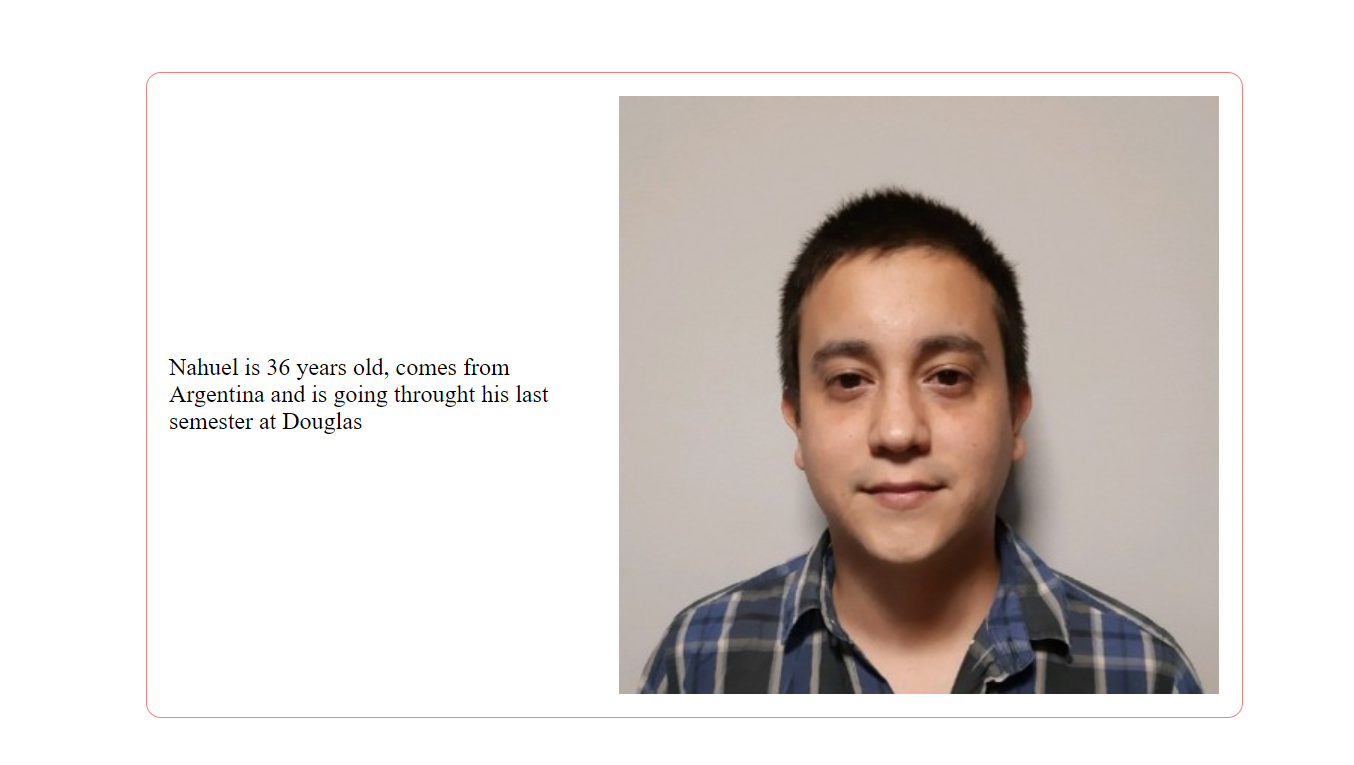 Nahuel is 36 years old, comes from
Argentina and is going throught his last
semester at Douglas